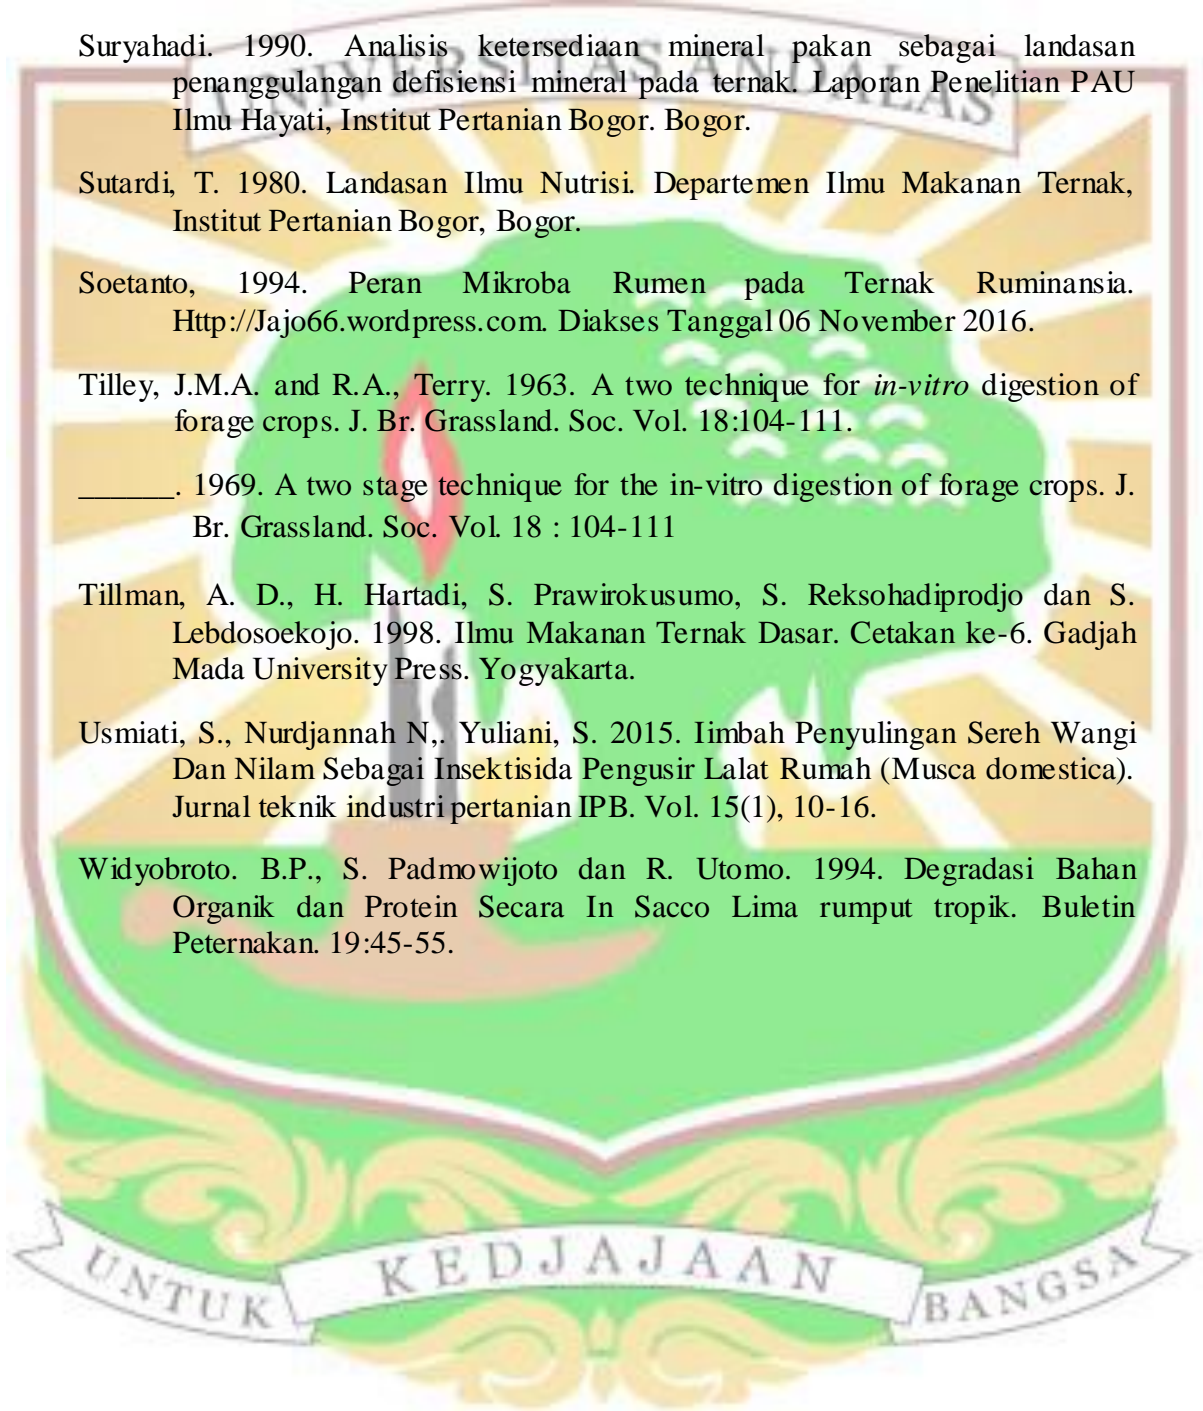 UNIVERSITAS ANDALAS
Suryahadi. 1990. Analisis ketersediaan mineral pakan sebagai landasan
penanggulangan defisiensi mineral pada ternak. Laporan Penelitian PAU
Ilmu Hayati, Institut Pertanian Bogor. Bogor.
Sutardi, T. 1980. Landasan Ilmu Nutrisi. Departemen Ilmu Makanan Ternak,
Institut Pertanian Bogor, Bogor.
Soetanto, 1994. Peran Mikroba Rumen pada Ternak Ruminansia.
Http://Jajo66.wordpress.com. Diakses Tanggal 06 November 2016.
Tilley, J.M.A. and R.A., Terry. 1963. A two technique for in-vitro digestion of
forage crops. J. Br. Grassland. Soc. Vol. 18:104-111.
______. 1969. A two stage technique for the in-vitro digestion of forage crops. J.
Br. Grassland. Soc. Vol. 18 : 104-111
Tillman, A. D., H. Hartadi, S. Prawirokusumo, S. Reksohadiprodjo dan S.
Lebdosoekojo. 1998. Ilmu Makanan Ternak Dasar. Cetakan ke-6. Gadjah
Mada University Press. Yogyakarta.
Usmiati, S., Nurdjannah N,. Yuliani, S. 2015. Iimbah Penyulingan Sereh Wangi
Dan Nilam Sebagai Insektisida Pengusir Lalat Rumah (Musca domestica).
Jurnal teknik industri pertanian IPB. Vol. 15(1), 10-16.
Widyobroto. B.P., S. Padmowijoto dan R. Utomo. 1994. Degradasi Bahan
Organik dan Protein Secara In Sacco Lima rumput tropik. Buletin
Peternakan. 19:45-55.
UNTUK KEDJAJAAN BANGSA